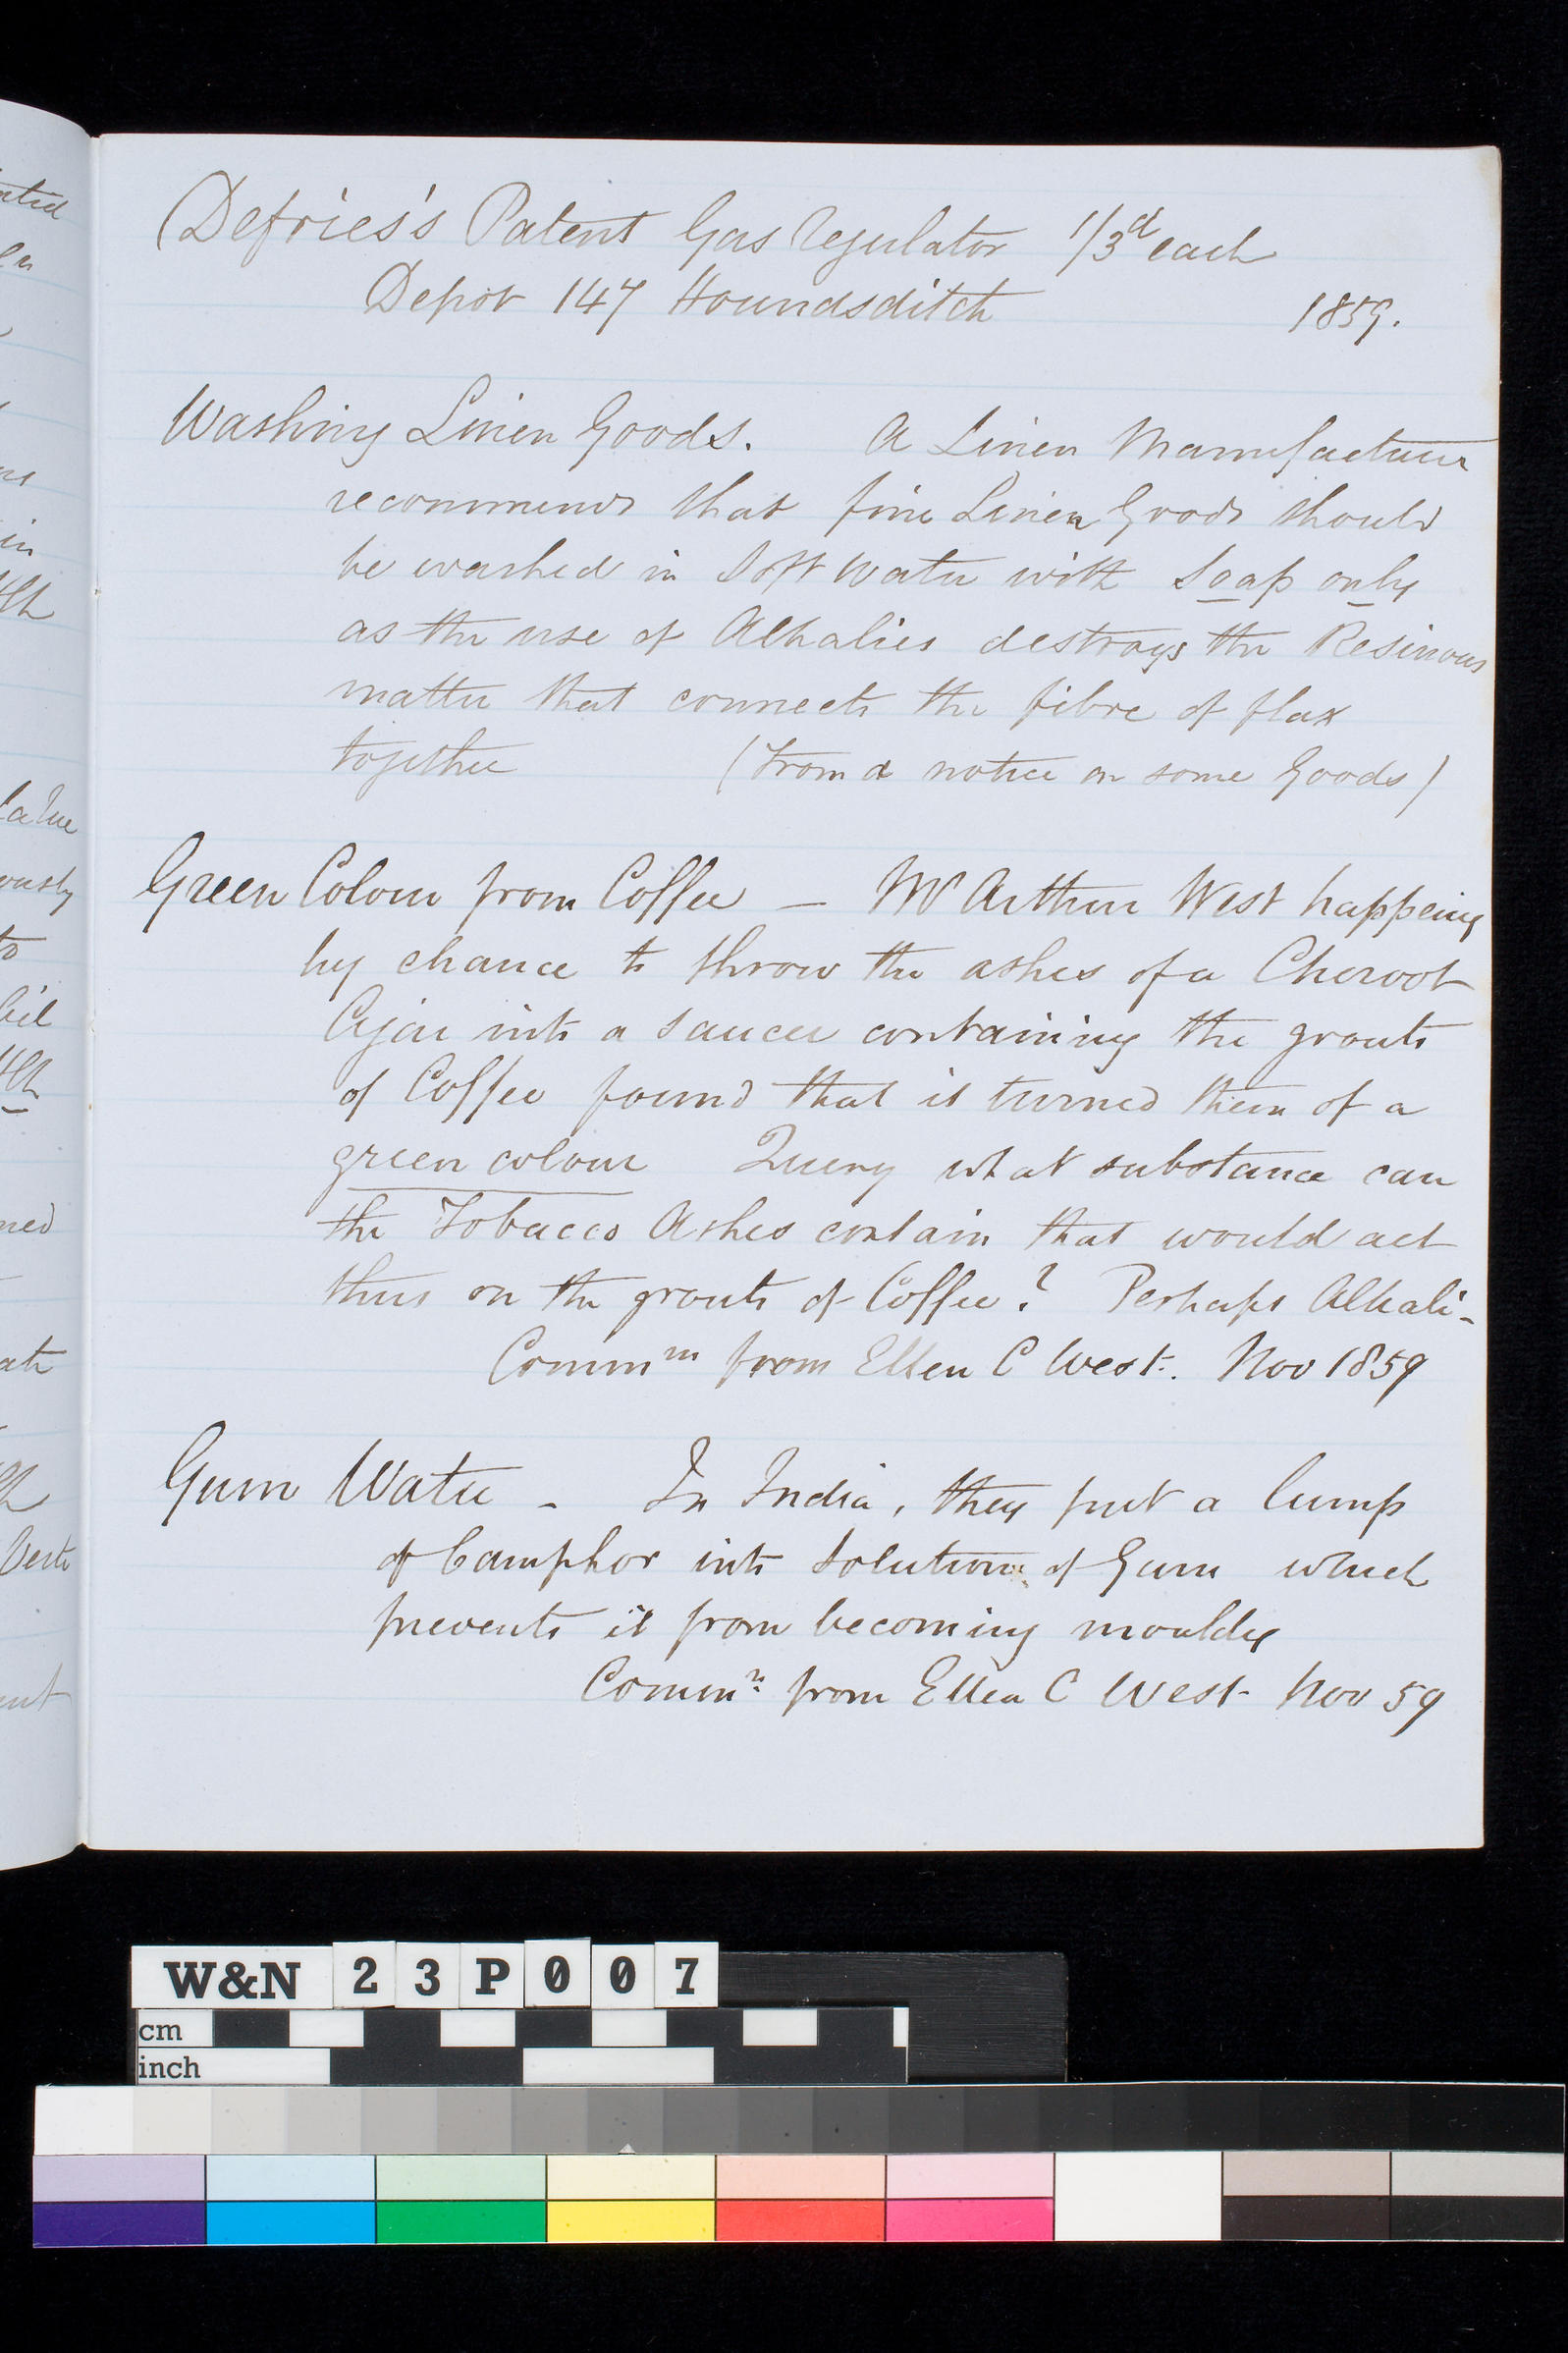 Defries's Patent Gas Regulator 1/3d each
Depot 147 Houndsditch 1859.
Washing Linen Goods. A Linen Manufacturer
recommends that fine Linen Goods should
be washed in Soft Water with Soap only
as the use of Alkalies destroys the Resinous
matter that connects the fibre of flax
together (From a notice on some Goods)
Green Colour from Coffee — Mr Arthur West happening
by chance to throw the ashes of a Cheroot
Cigar into a saucer containing the grouts
of Coffee found that it turned them of a
green colour Query what substance can
the Tobacco Ashes contain that would act
thus on the grouts of Coffee? Perhaps Alkali-
Commn from Ellen C West. Nov 1859
Gum Water - In India, they put a lump
of Camphor into Solution of Gum which
prevents it from becoming mouldy
Commn from Ellen C West Nov 59
W&N 23P007
cm
inch